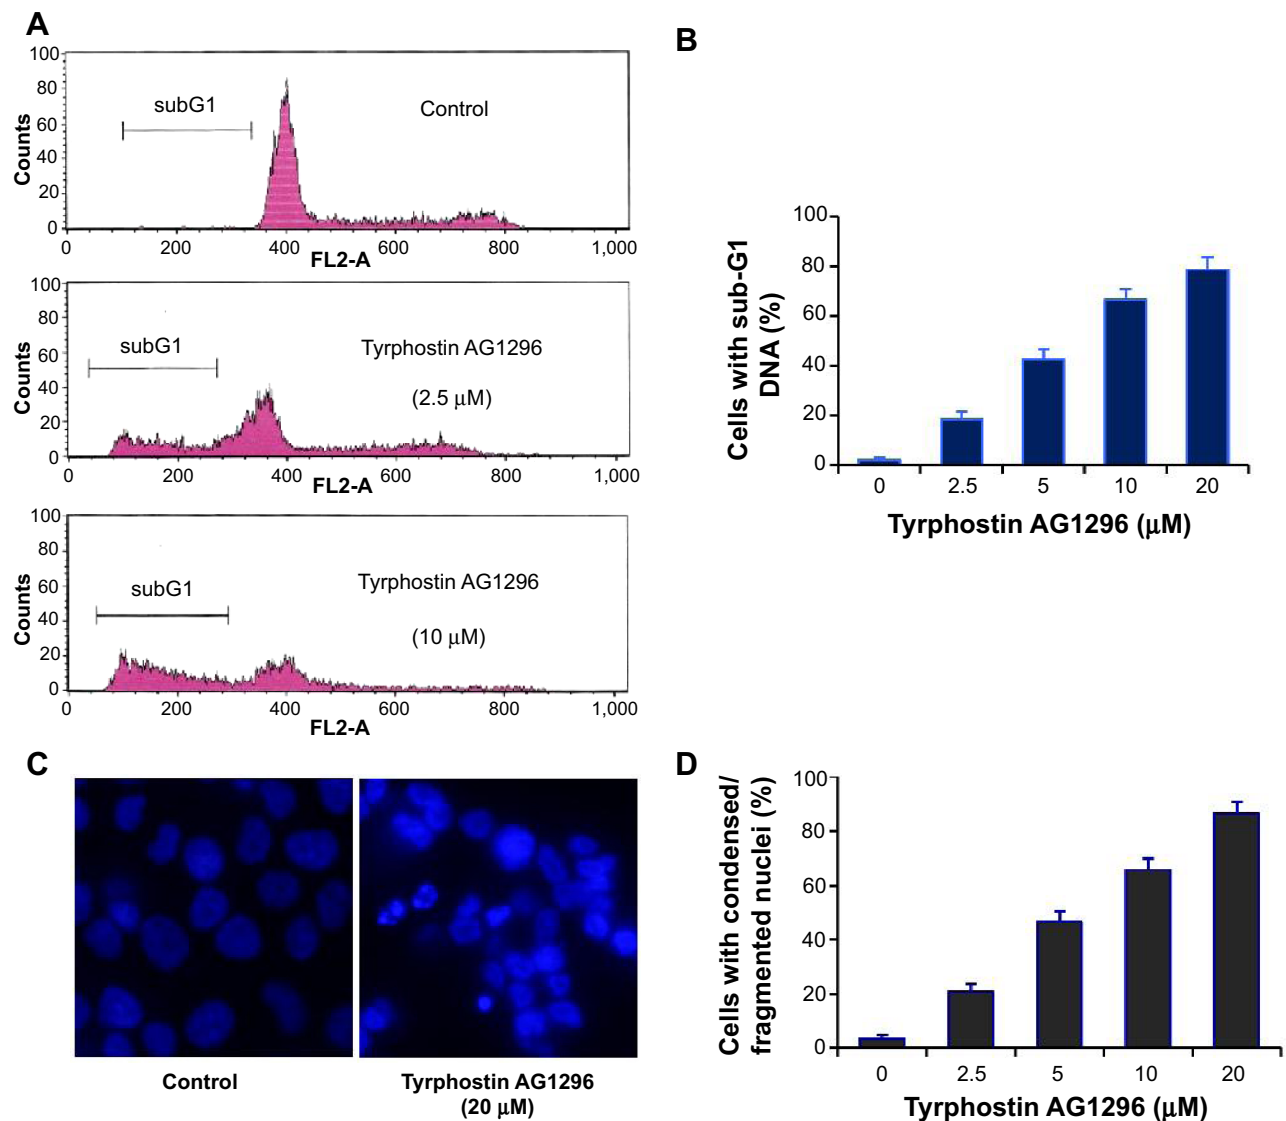 A
100
80
60
40
20
0
Counts
subG1
Control
0 200 400 600 800 1,000
FL2-A
100
80
60
40
20
0
Counts
subG1
Tyrphostin AG1296
(2.5 μM)
0 200 400 600 800 1,000
FL2-A
100
80
60
40
20
0
Counts
subG1
Tyrphostin AG1296
(10 μM)
0 200 400 600 800 1,000
FL2-A
B
Cells with sub-G1
DNA (%)
100
80
60
40
20
0
0 2.5 5 10 20
Tyrphostin AG1296 (μM)
C
Control
Tyrphostin AG1296
(20 μM)
D
Cells with condensed/
fragmented nuclei (%)
100
80
60
40
20
0
0 2.5 5 10 20
Tyrphostin AG1296 (μM)